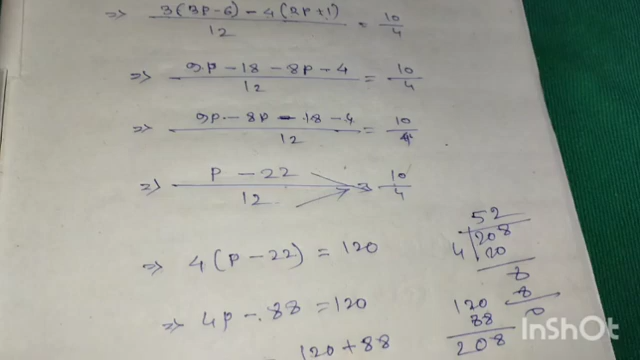 ⇒ 3(3p-6) - 4(2p+1) / 12 = 10/4
⇒ 9p - 18 - 8p - 4 / 12 = 10/4
⇒ 9p - 8p - 18 - 4 / 12 = 10/4
⇒ p - 22 / 12 = 10/4
⇒ 4(p - 22) = 120
⇒ 4p - 88 = 120
120 + 88
52
4 208
20
8
8
0
120
88
208
InShOt